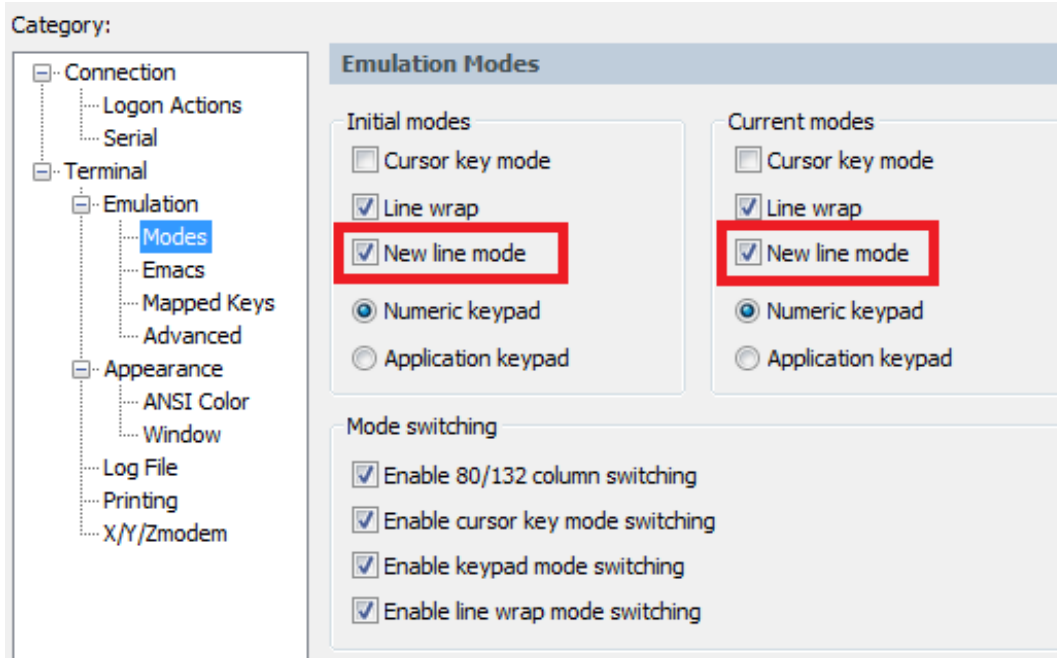 Category:
Connection
Logon Actions
Serial
Terminal
Emulation
Modes
Emacs
Mapped Keys
Advanced
Appearance
ANSI Color
Window
Log File
Printing
X/Y/Zmodem
Emulation Modes
Initial modes
Cursor key mode
Line wrap
New line mode
Numeric keypad
Application keypad
Current modes
Cursor key mode
Line wrap
New line mode
Numeric keypad
Application keypad
Mode switching
Enable 80/132 column switching
Enable cursor key mode switching
Enable keypad mode switching
Enable line wrap mode switching